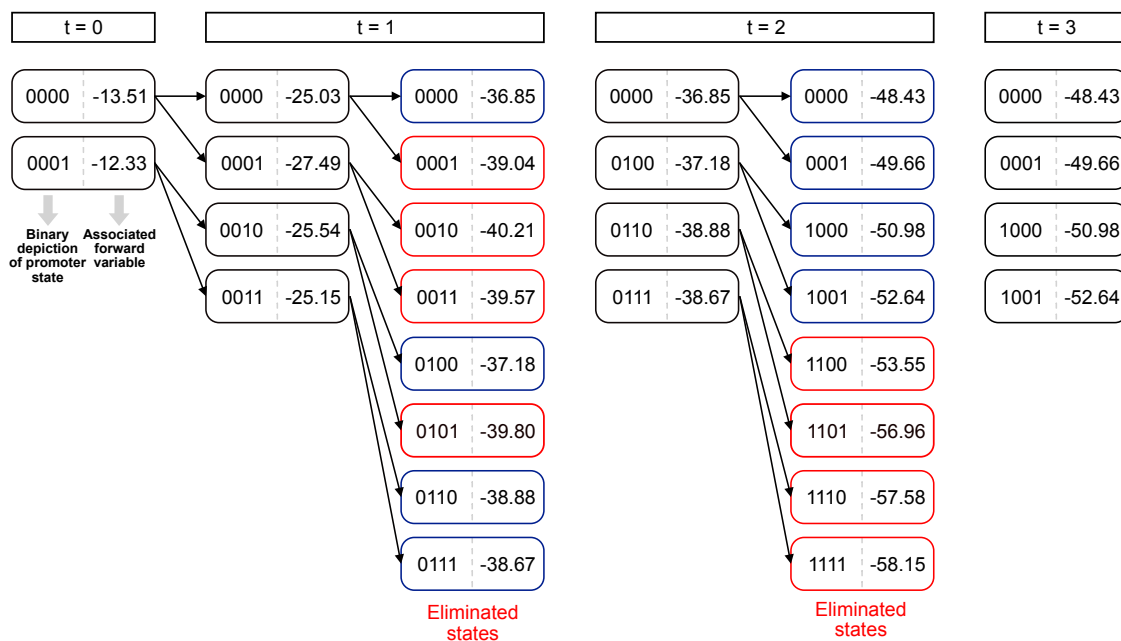 t = 0
t = 1
t = 2
t = 3
0000 -13.51
0001 -12.33
Binary
depiction
of promoter
state
Associated
forward
variable
0000 -25.03
0001 -27.49
0010 -25.54
0011 -25.15
0000 -36.85
0001 -39.04
0010 -40.21
0011 -39.57
0100 -37.18
0101 -39.80
0110 -38.88
0111 -38.67
Eliminated
states
0000 -36.85
0100 -37.18
0110 -38.88
0111 -38.67
0000 -48.43
0001 -49.66
1000 -50.98
1001 -52.64
1100 -53.55
1101 -56.96
1110 -57.58
1111 -58.15
Eliminated
states
0000 -48.43
0001 -49.66
1000 -50.98
1001 -52.64